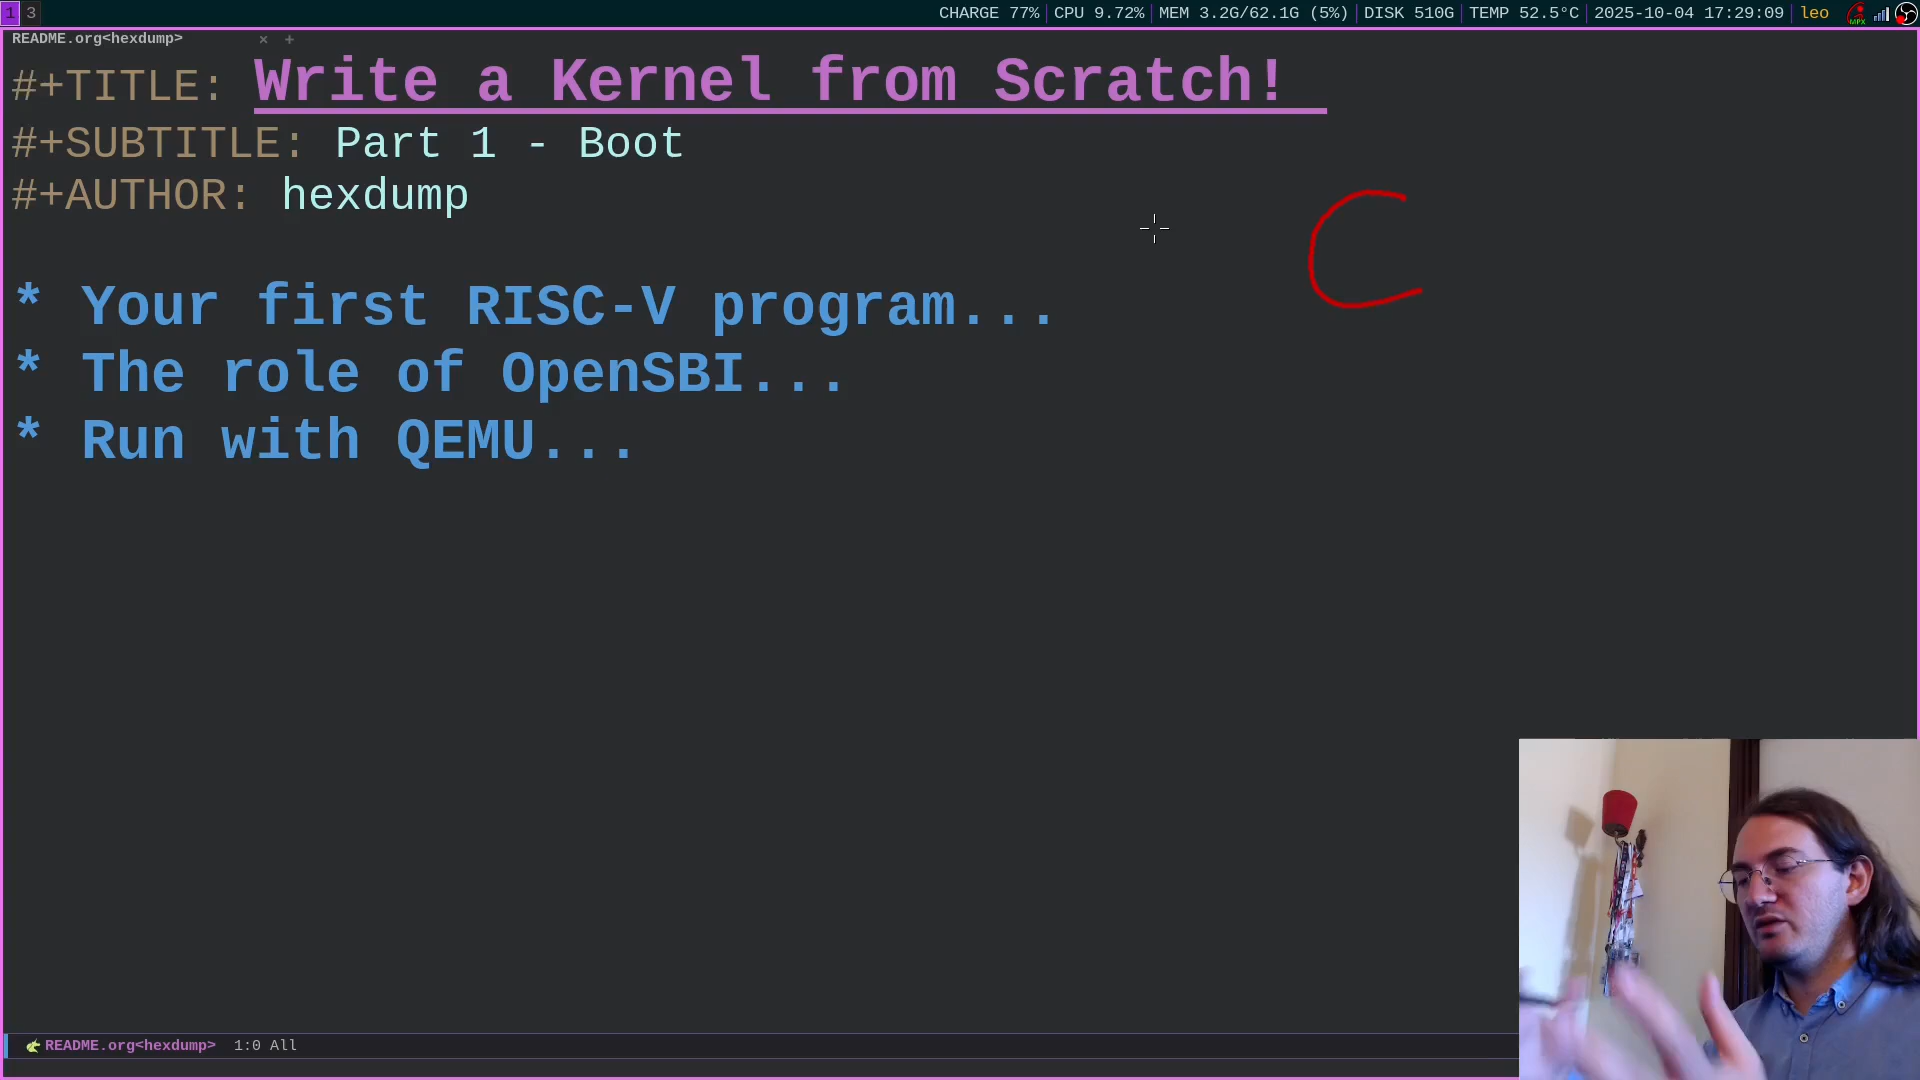 1 3 CHARGE 77% CPU 9.72% MEM 3.2G/62.1G (5%) DISK 510G TEMP 52.5°C 2025-10-04 17:29:09 leo MPX
README.org<hexdump> × +
#+TITLE: Write a Kernel from Scratch!
#+SUBTITLE: Part 1 - Boot
#+AUTHOR: hexdump
C
* Your first RISC-V program...
* The role of OpenSBI...
* Run with QEMU...
README.org<hexdump> 1:0 All